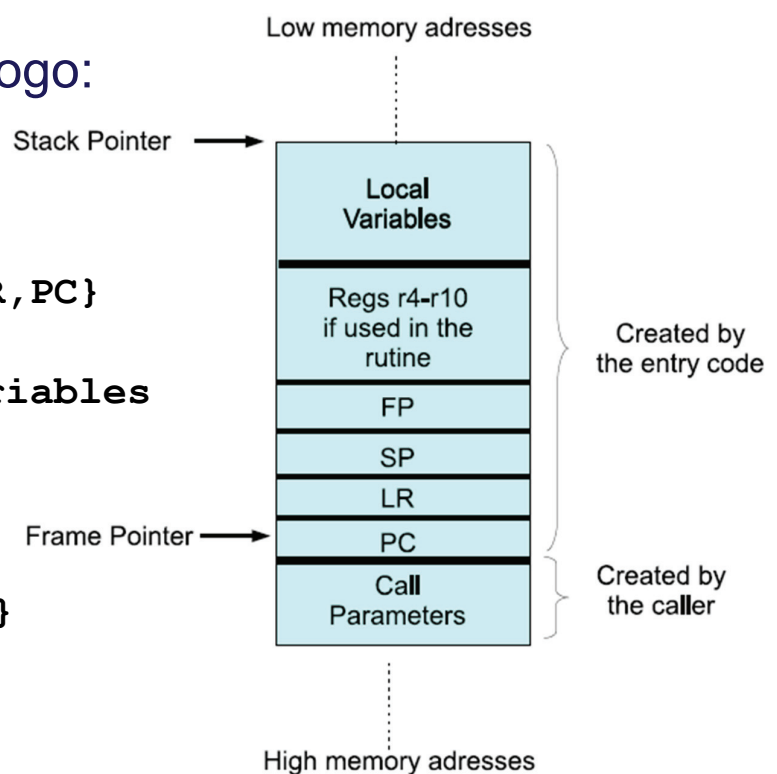 Low memory adresses
ogo:
Stack Pointer
Local
Variables
R,PC}
Regs r4-r10
if used in the
rutine
Created by
the entry code
riables
FP
SP
LR
Frame Pointer
PC
Call
Parameters
Created by
the caller
}
High memory adresses